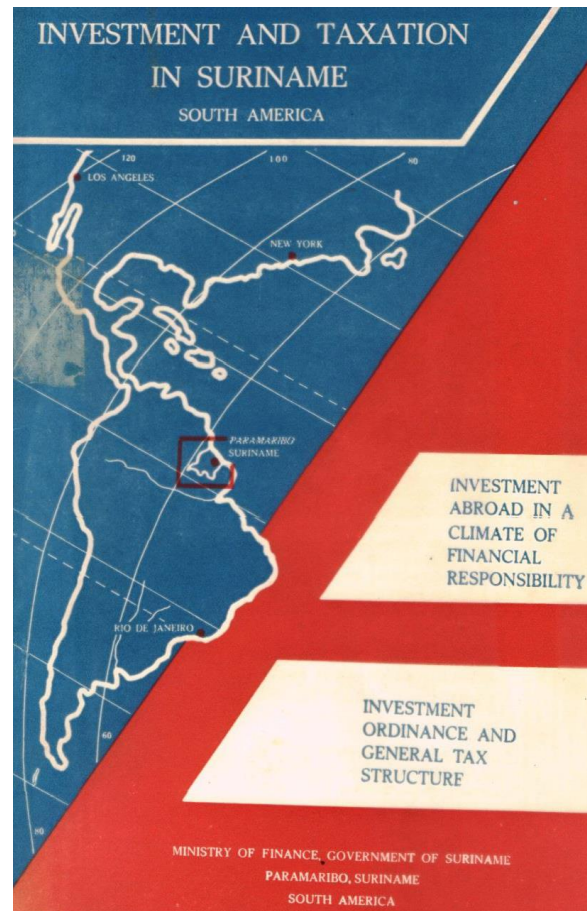 INVESTMENT AND TAXATION
IN SURINAME
SOUTH AMERICA
120
100
80
LOS ANGELES
NEW YORK
PARAMARIBO
SURINAME
INVESTMENT
ABROAD IN A
CLIMATE OF
FINANCIAL
RESPONSIBILITY
RIO DE JANEIRO
INVESTMENT
ORDINANCE AND
GENERAL TAX
STRUCTURE
60
80
MINISTRY OF FINANCE, GOVERNMENT OF SURINAME
PARAMARIBO, SURINAME
SOUTH AMERICA